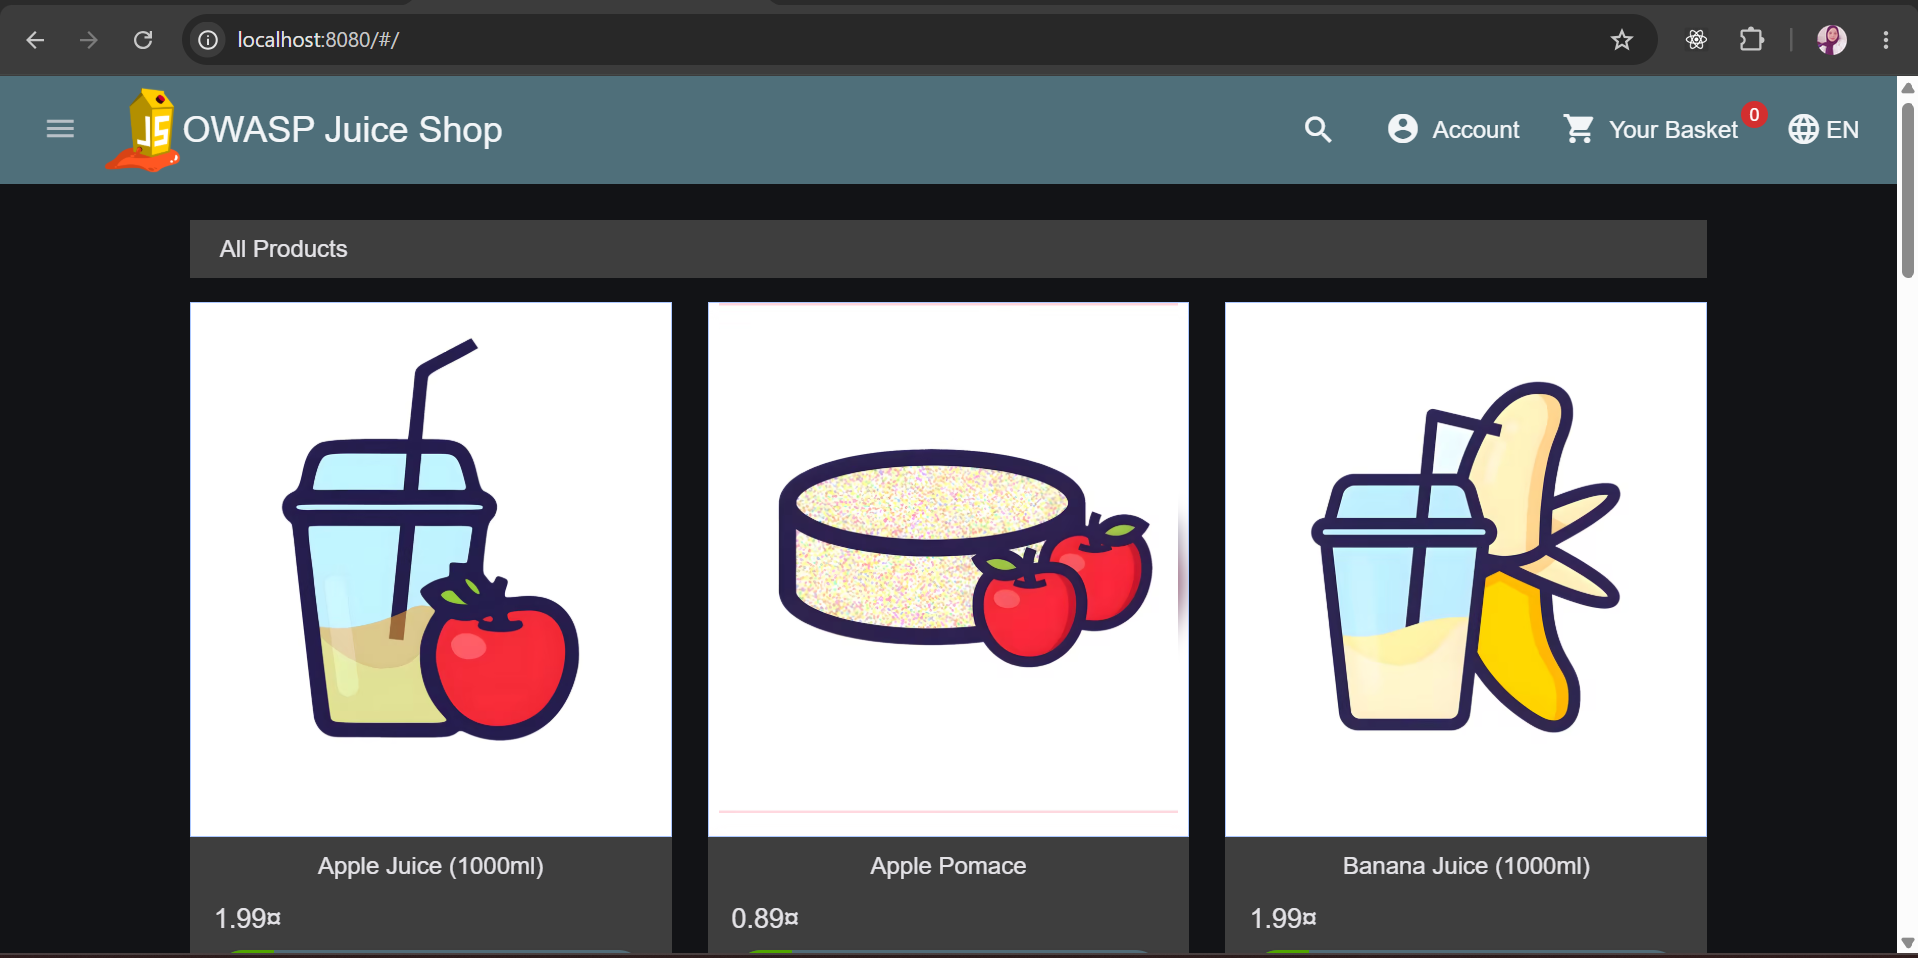 localhost:8080/#/
JS OWASP Juice Shop Account Your Basket 0 EN
All Products
Apple Juice (1000ml) Apple Pomace Banana Juice (1000ml)
1.99¤ 0.89¤ 1.99¤